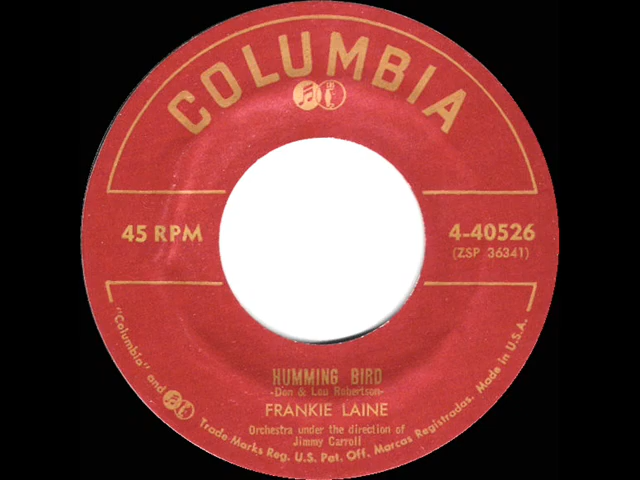 COLUMBIA
45 RPM
4-40526
(ZSP 36341)
HUMMING BIRD
-Don & Lou Robertson-
FRANKIE LAINE
Orchestra under the direction of
Jimmy Carroll
"Columbia" and Trade Marks Reg. U.S. Pat. Off. Marcas Registradas. Made in U.S.A.